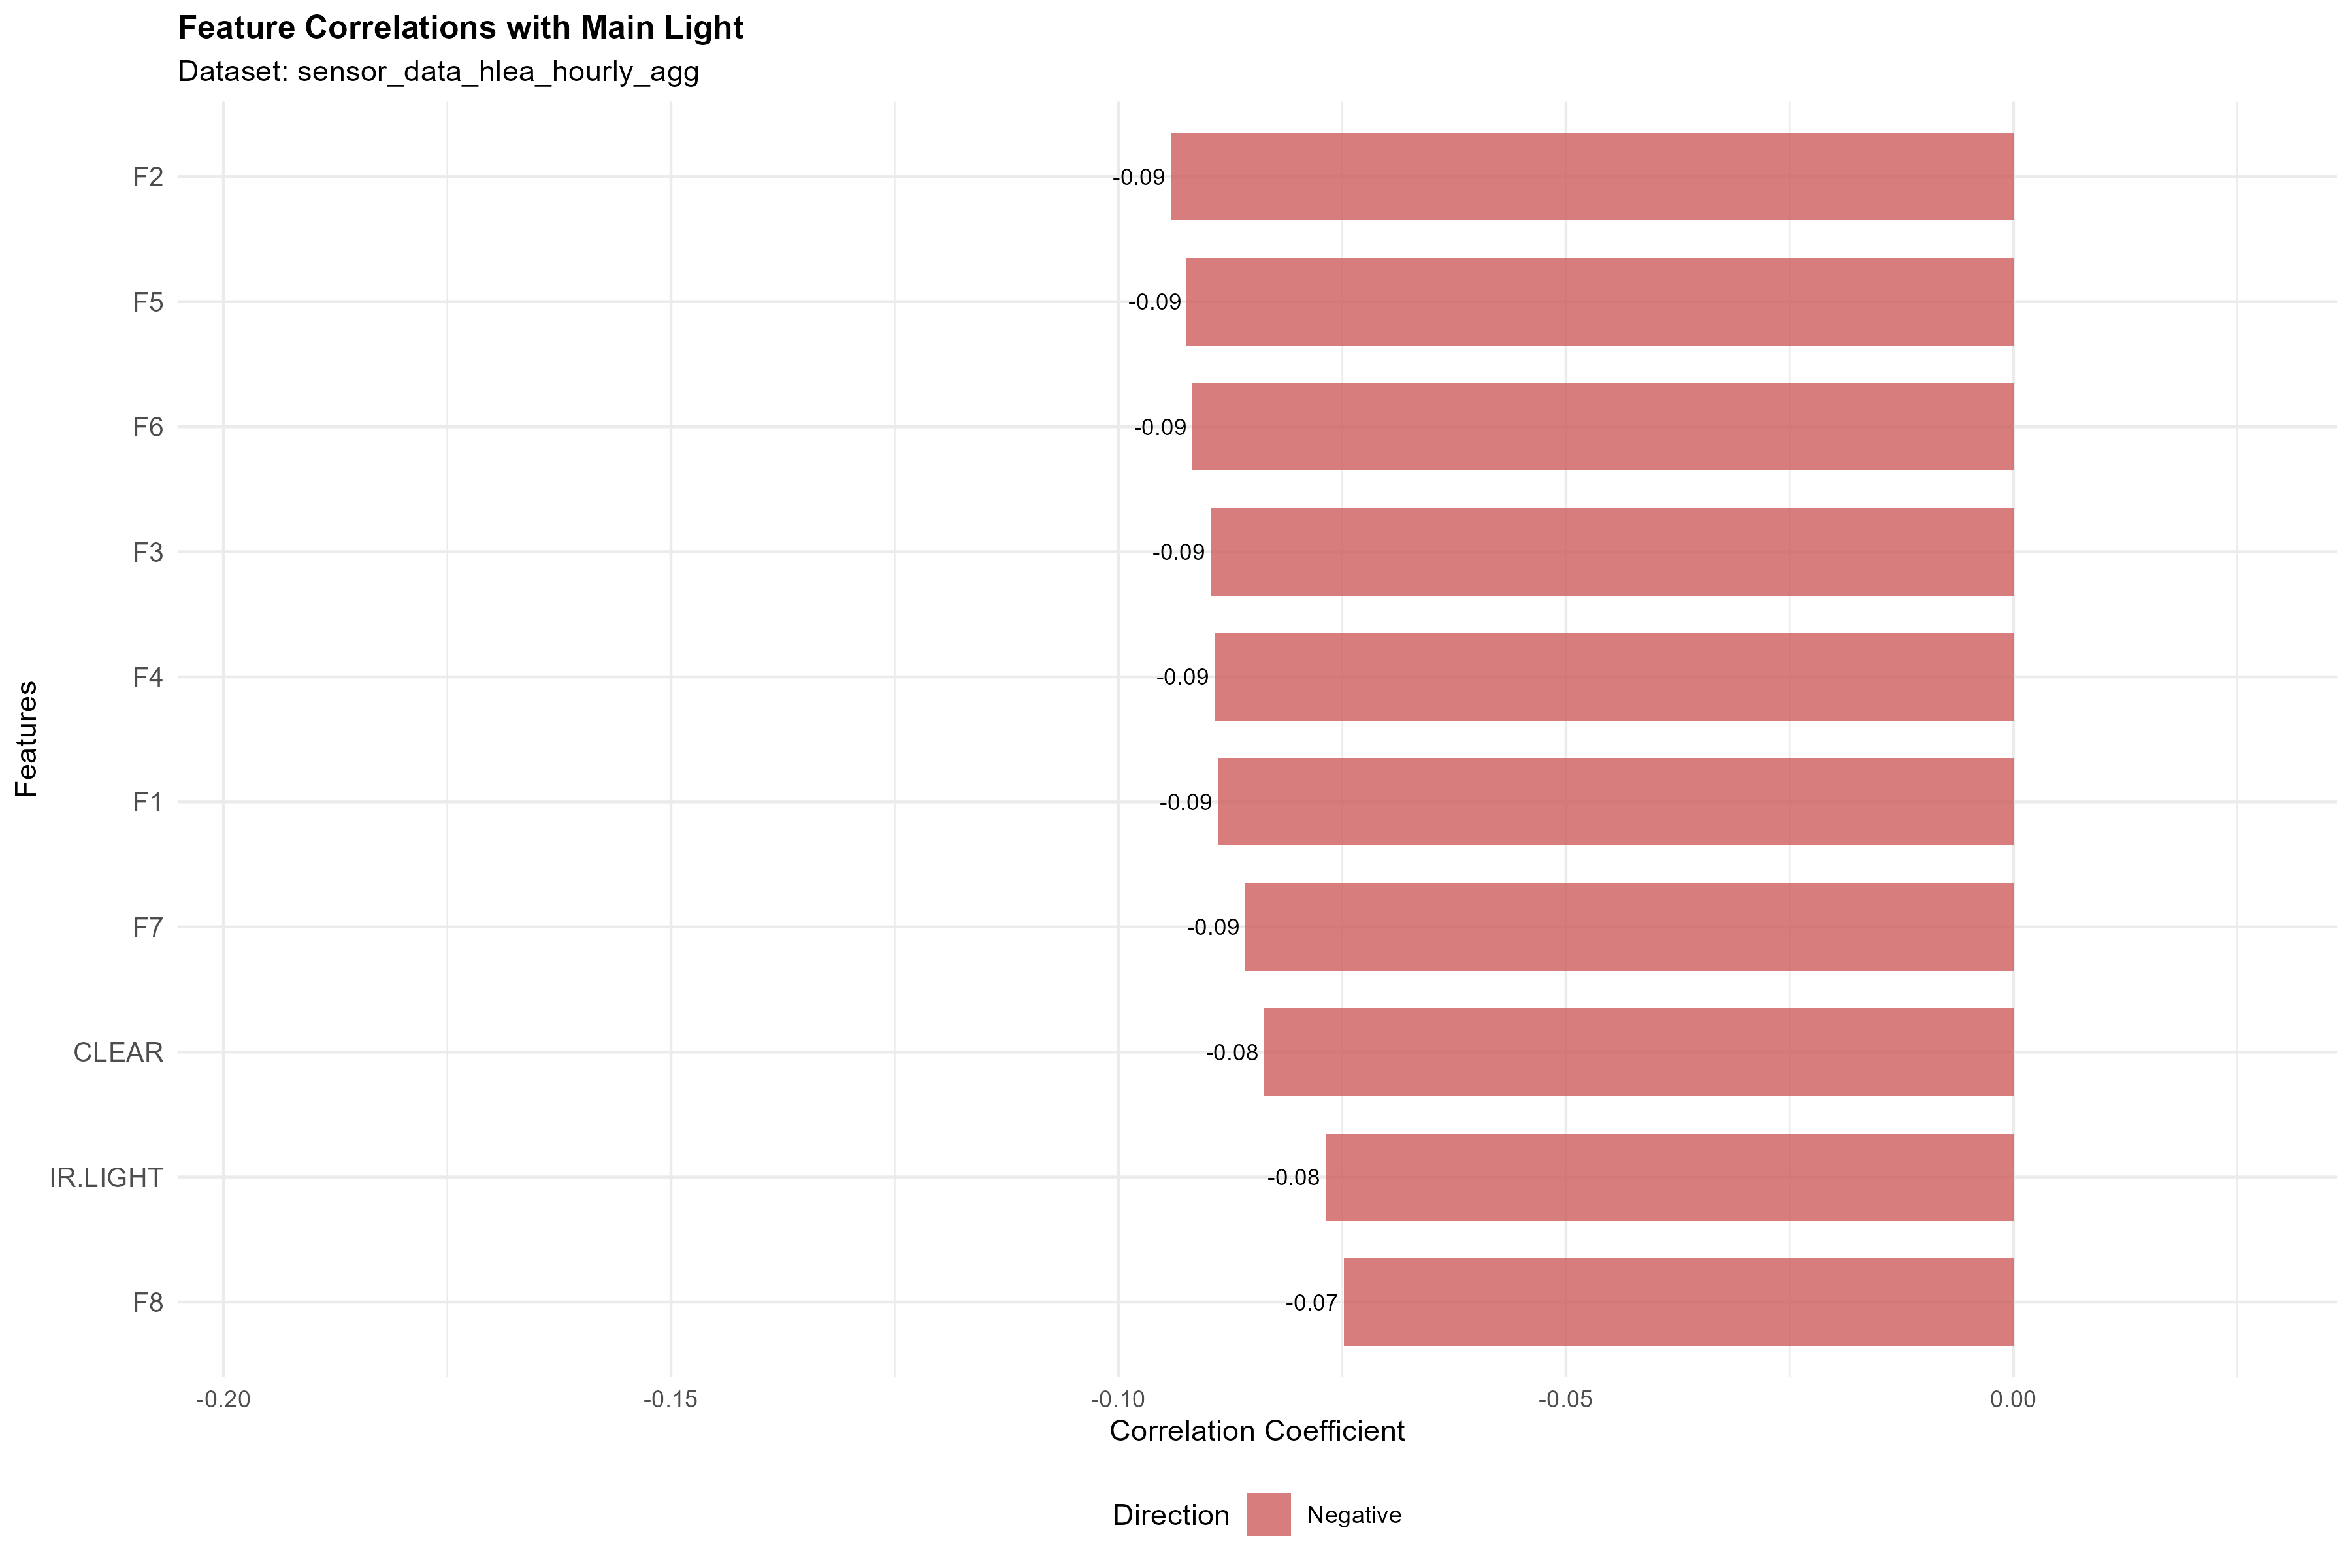 Feature Correlations with Main Light
Dataset: sensor_data_hlea_hourly_agg
Features
F2
-0.09
F5
-0.09
F6
-0.09
F3
-0.09
F4
-0.09
F1
-0.09
F7
-0.09
CLEAR
-0.08
IR.LIGHT
-0.08
F8
-0.07
-0.20 -0.15 -0.10 -0.05 0.00
Correlation Coefficient
Direction Negative